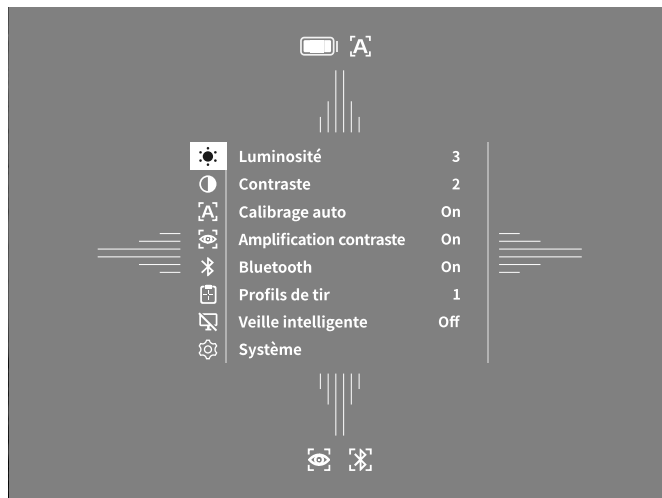 [A]
Luminosité 3
Contraste 2
[A] Calibrage auto On
Amplification contraste On
Bluetooth On
Profils de tir 1
Veille intelligente Off
Système